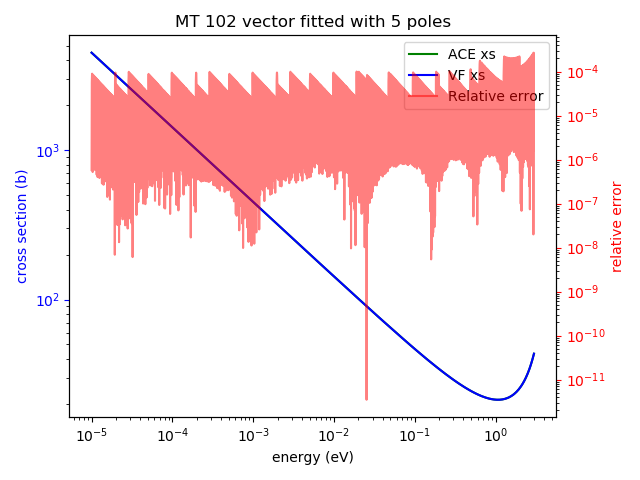 MT 102 vector fitted with 5 poles
ACE xs
VF xs
Relative error
cross section (b)
10³
10²
10⁻⁴
10⁻⁵
10⁻⁶
10⁻⁷
10⁻⁸
10⁻⁹
10⁻¹⁰
10⁻¹¹
relative error
10⁻⁵ 10⁻⁴ 10⁻³ 10⁻² 10⁻¹ 10⁰
energy (eV)